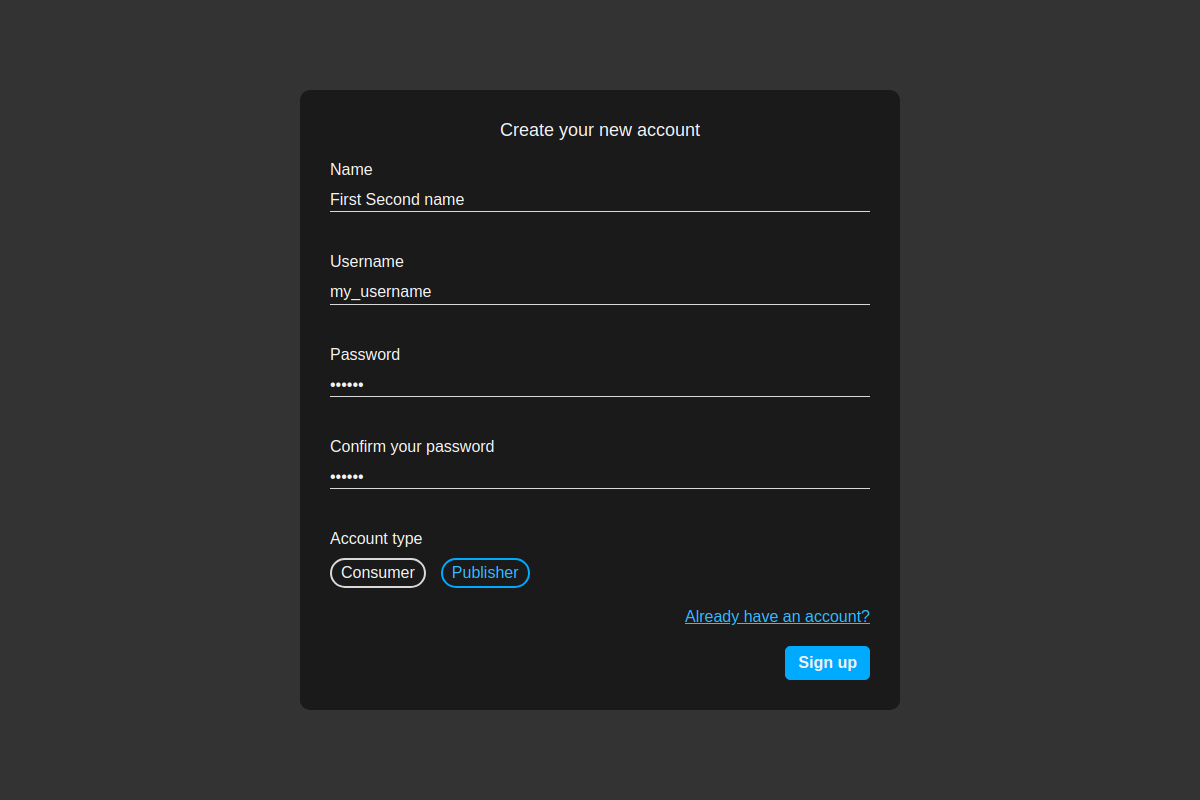 Create your new account
Name
First Second name
Username
my_username
Password
••••••
Confirm your password
••••••
Account type
Consumer Publisher
Already have an account?
Sign up